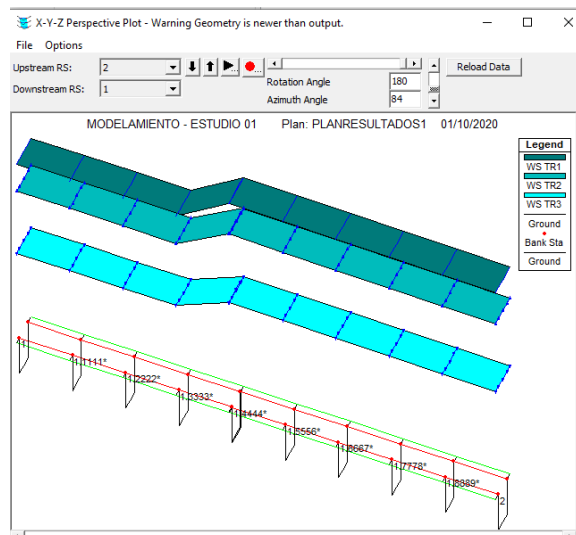 X-Y-Z Perspective Plot - Warning Geometry is newer than output.
File Options
Upstream RS: 2
Downstream RS: 1
Rotation Angle 180
Azimuth Angle 84
Reload Data
MODELAMIENTO - ESTUDIO 01 Plan: PLANRESULTADOS1 01/10/2020
Legend
WS TR1
WS TR2
WS TR3
Ground
Bank Sta
Ground
1
1.1111*
1.2222*
1.3333*
1.4444*
1.5556*
1.6667*
1.7778*
1.8889*
2